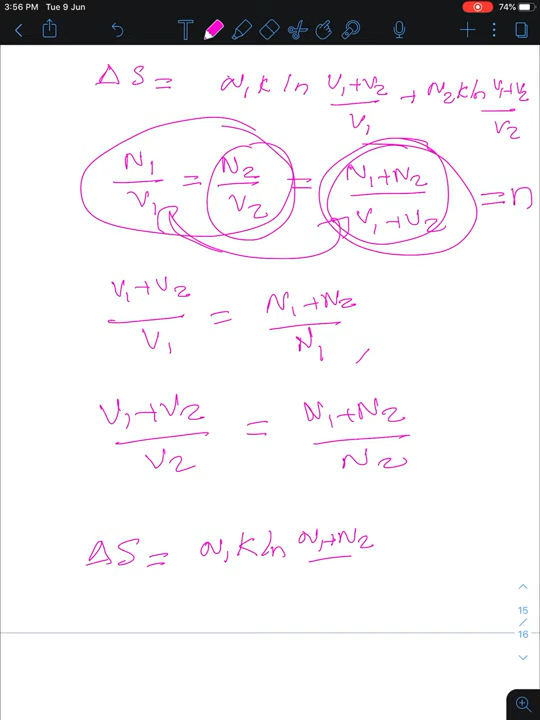 3:56 PM Tue 9 Jun 74%
T
ΔS = N₁k ln (V₁+V₂)/V₁ + N₂k ln (V₁+V₂)/V₂
N₁/V₁ = N₂/V₂ = (N₁+N₂)/(V₁+V₂) = n
(V₁+V₂)/V₁ = (N₁+N₂)/N₁ ,
(V₁+V₂)/V₂ = (N₁+N₂)/N₂
ΔS = N₁k ln N₁+N₂
15
/
16